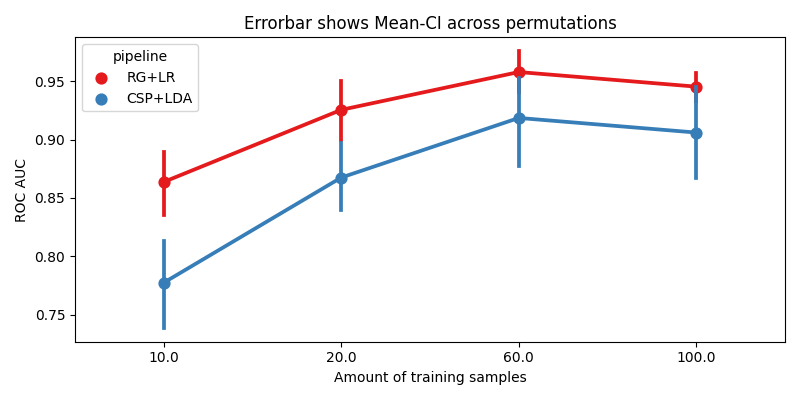 Errorbar shows Mean-CI across permutations
pipeline
RG+LR
CSP+LDA
ROC AUC
0.95
0.90
0.85
0.80
0.75
10.0 20.0 60.0 100.0
Amount of training samples